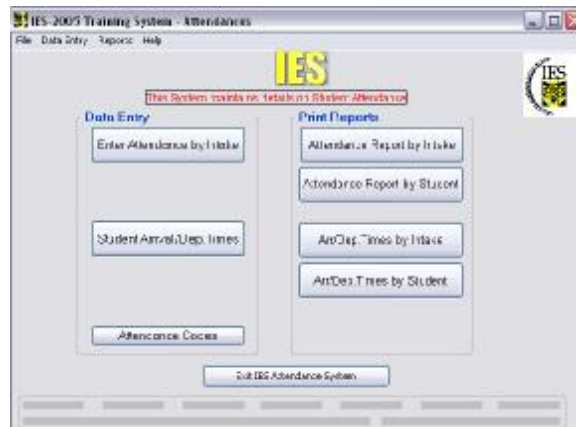 IES-2005 Training System - Attendances
File Data Entry Reports Help
IES
This System maintains details on Student Attendance
IES
Data Entry
Print Reports
Enter Attendance by Intake
Attendance Report by Intake
Attendance Report by Student
Student Arrival/Dep. Times
Arr/Dep.Times by Intake
Arr/Dep.Times by Student
Attendance Codes
Exit IES Attendance System